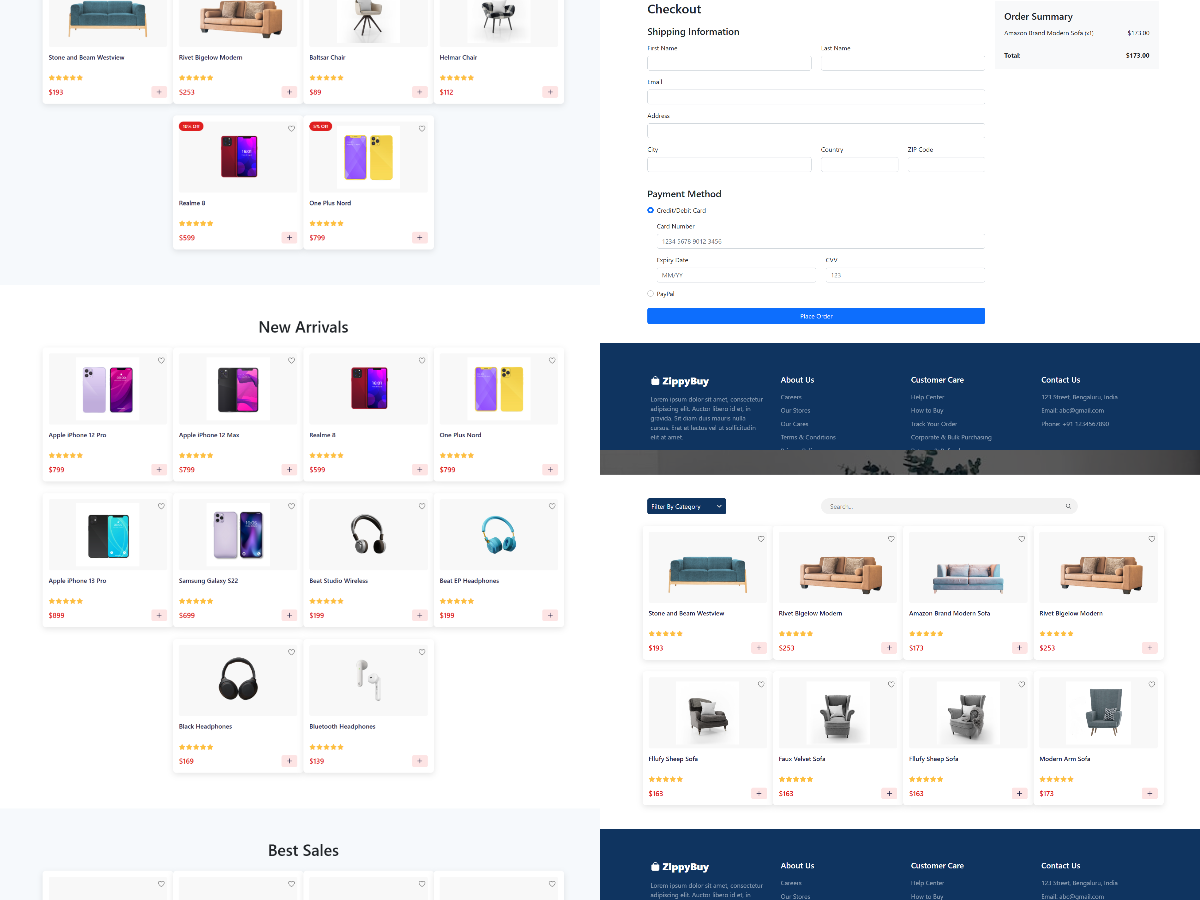 Stone and Beam Westview
Rivet Bigelow Modern
Baltsar Chair
Helmar Chair
$193 +
$253 +
$89 +
$112 +
10% Off
5% Off
Realme 8
One Plus Nord
$599 +
$799 +
New Arrivals
Apple iPhone 12 Pro
Apple iPhone 12 Max
Realme 8
One Plus Nord
$799 +
$799 +
$599 +
$799 +
Apple iPhone 13 Pro
Samsung Galaxy S22
Beat Studio Wireless
Beat EP Headphones
$899 +
$699 +
$199 +
$199 +
Black Headphones
Bluetooth Headphones
$169 +
$139 +
Best Sales
Checkout
Shipping Information
First Name
Last Name
Email
Address
City
Country
ZIP Code
Payment Method
Credit/Debit Card
Card Number
1234 5678 9012 3456
Expiry Date
CVV
MM/YY
123
PayPal
Place Order
Order Summary
Amazon Brand Modern Sofa (x1) $173.00
Total: $173.00
ZippyBuy
Lorem ipsum dolor sit amet, consectetur
adipiscing elit. Auctor libero id et, in
gravida. Sit diam duis mauris nulla
cursus. Erat et lectus vel ut sollicitudin
elit at amet.
About Us
Careers
Our Stores
Our Cares
Terms & Conditions
Customer Care
Help Center
How to Buy
Track Your Order
Corporate & Bulk Purchasing
Contact Us
123 Street, Bengaluru, India
Email: abc@gmail.com
Phone: +91 1234567890
Filter By Category
Search...
Stone and Beam Westview
Rivet Bigelow Modern
Amazon Brand Modern Sofa
Rivet Bigelow Modern
$193 +
$253 +
$173 +
$253 +
Fllufy Sheep Sofa
Faux Velvet Sofa
Fllufy Sheep Sofa
Modern Arm Sofa
$163 +
$163 +
$163 +
$173 +
ZippyBuy
Lorem ipsum dolor sit amet, consectetur
About Us
Careers
Our Stores
Customer Care
Help Center
How to Buy
Contact Us
123 Street, Bengaluru, India
Email: abc@gmail.com